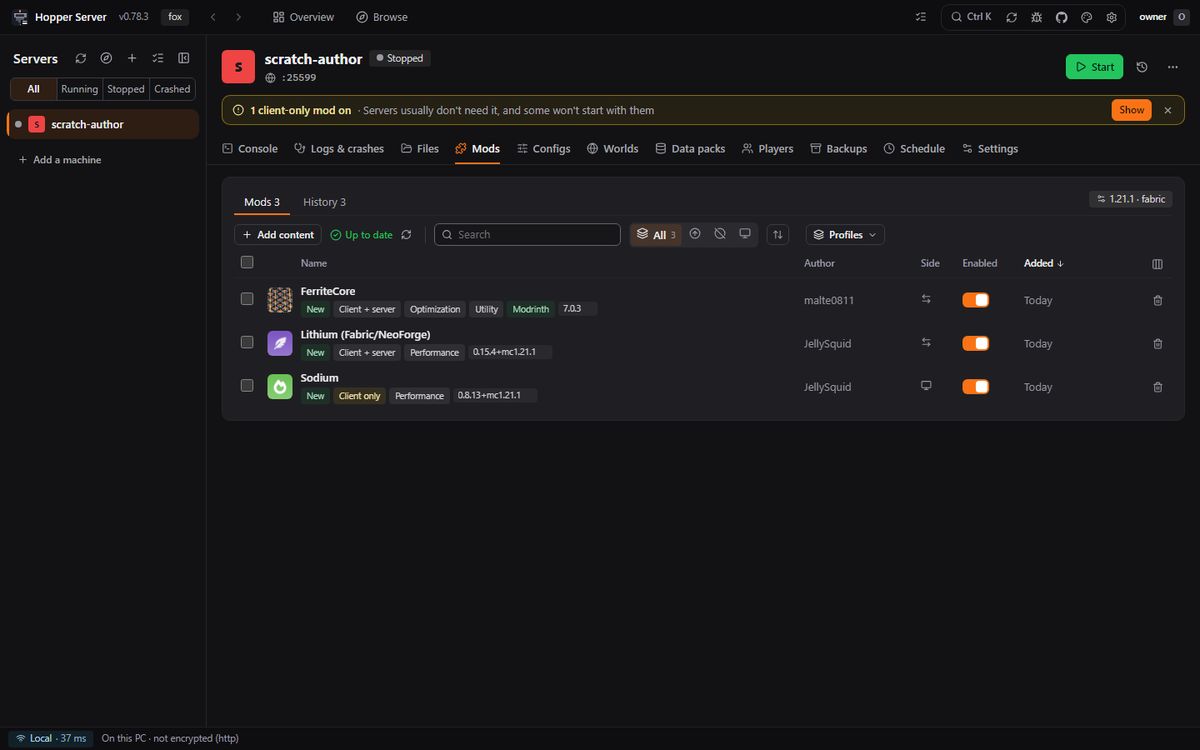 Hopper Server v0.78.3 fox Overview Browse Ctrl K owner O
Servers
All Running Stopped Crashed
S scratch-author
Add a machine
S scratch-author Stopped
:25599
Start
1 client-only mod on · Servers usually don't need it, and some won't start with them Show
Console Logs & crashes Files Mods Configs Worlds Data packs Players Backups Schedule Settings
Mods 3 History 3 1.21.1 · fabric
Add content Up to date Search All 3 Profiles
Name Author Side Enabled Added ↓
FerriteCore
New Client + server Optimization Utility Modrinth 7.0.3 malte0811 Today
Lithium (Fabric/NeoForge)
New Client + server Performance 0.15.4+mc1.21.1 JellySquid Today
Sodium
New Client only Performance 0.8.13+mc1.21.1 JellySquid Today
Local · 37 ms On this PC · not encrypted (http)